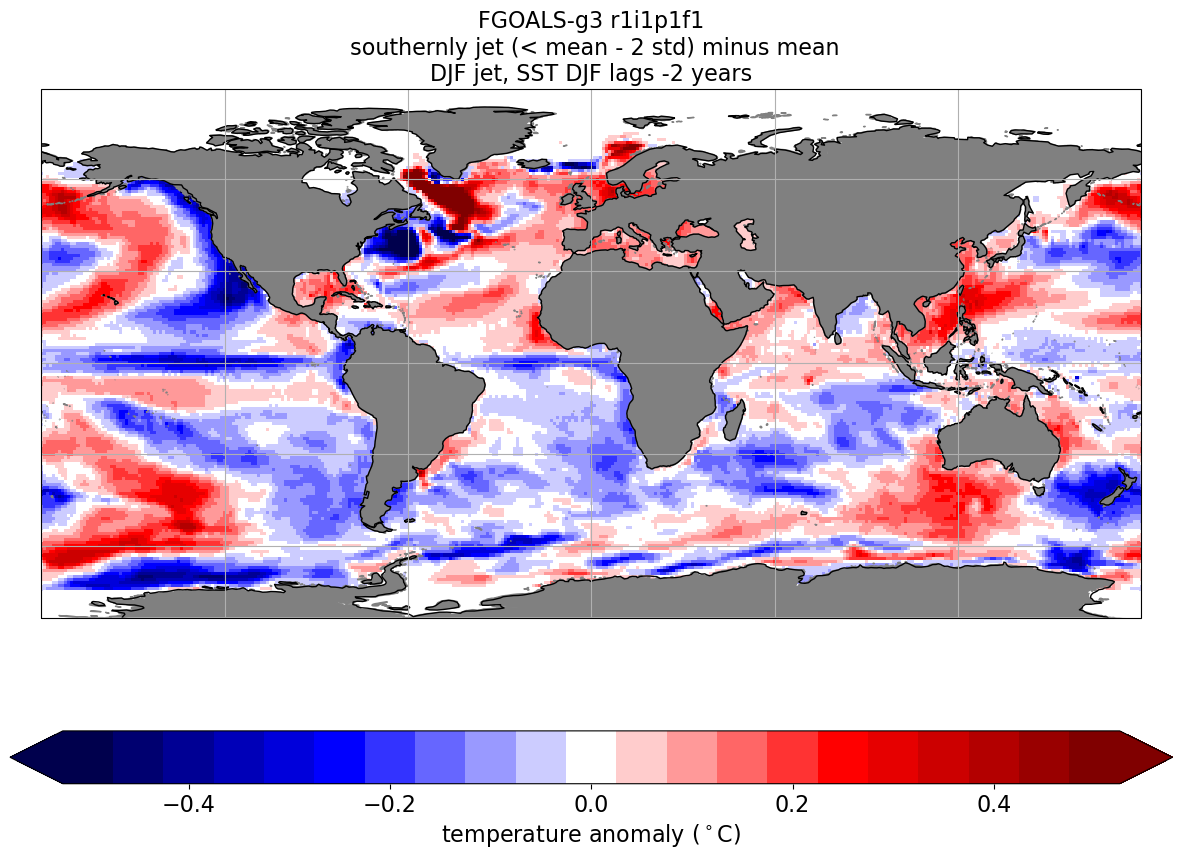 FGOALS-g3 r1i1p1f1
southernly jet (< mean - 2 std) minus mean
DJF jet, SST DJF lags -2 years
−0.4 −0.2 0.0 0.2 0.4
temperature anomaly (°C)